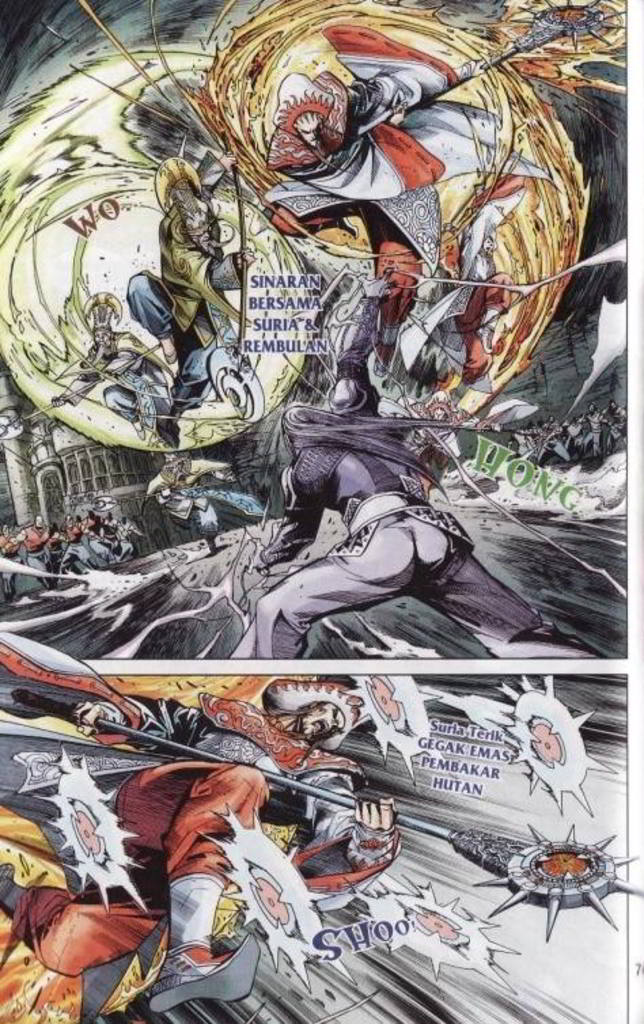 WO
SINARAN
BERSAMA
SURIA &
REMBULAN
HONG
Suria Terik
GEGAK EMAS
PEMBAKAR
HUTAN
SHOO